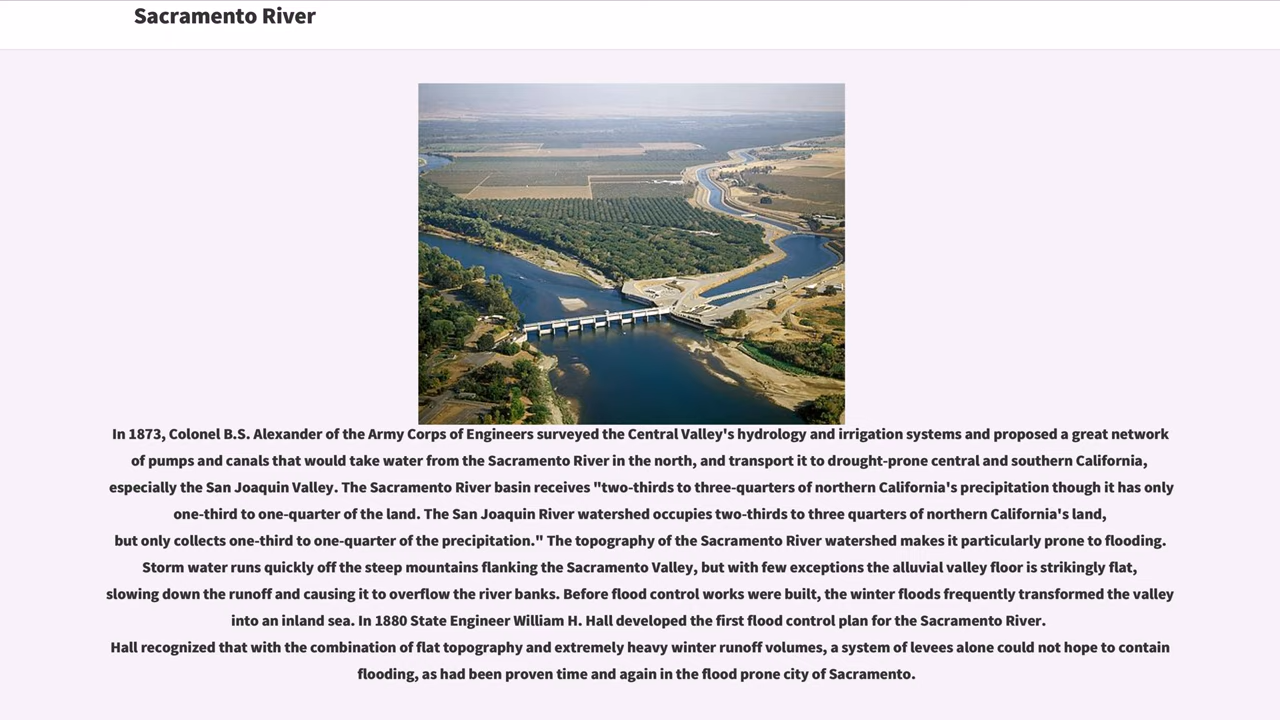 Sacramento River
In 1873, Colonel B.S. Alexander of the Army Corps of Engineers surveyed the Central Valley's hydrology and irrigation systems and proposed a great network
of pumps and canals that would take water from the Sacramento River in the north, and transport it to drought-prone central and southern California,
especially the San Joaquin Valley. The Sacramento River basin receives "two-thirds to three-quarters of northern California's precipitation though it has only
one-third to one-quarter of the land. The San Joaquin River watershed occupies two-thirds to three quarters of northern California's land,
but only collects one-third to one-quarter of the precipitation." The topography of the Sacramento River watershed makes it particularly prone to flooding.
Storm water runs quickly off the steep mountains flanking the Sacramento Valley, but with few exceptions the alluvial valley floor is strikingly flat,
slowing down the runoff and causing it to overflow the river banks. Before flood control works were built, the winter floods frequently transformed the valley
into an inland sea. In 1880 State Engineer William H. Hall developed the first flood control plan for the Sacramento River.
Hall recognized that with the combination of flat topography and extremely heavy winter runoff volumes, a system of levees alone could not hope to contain
flooding, as had been proven time and again in the flood prone city of Sacramento.